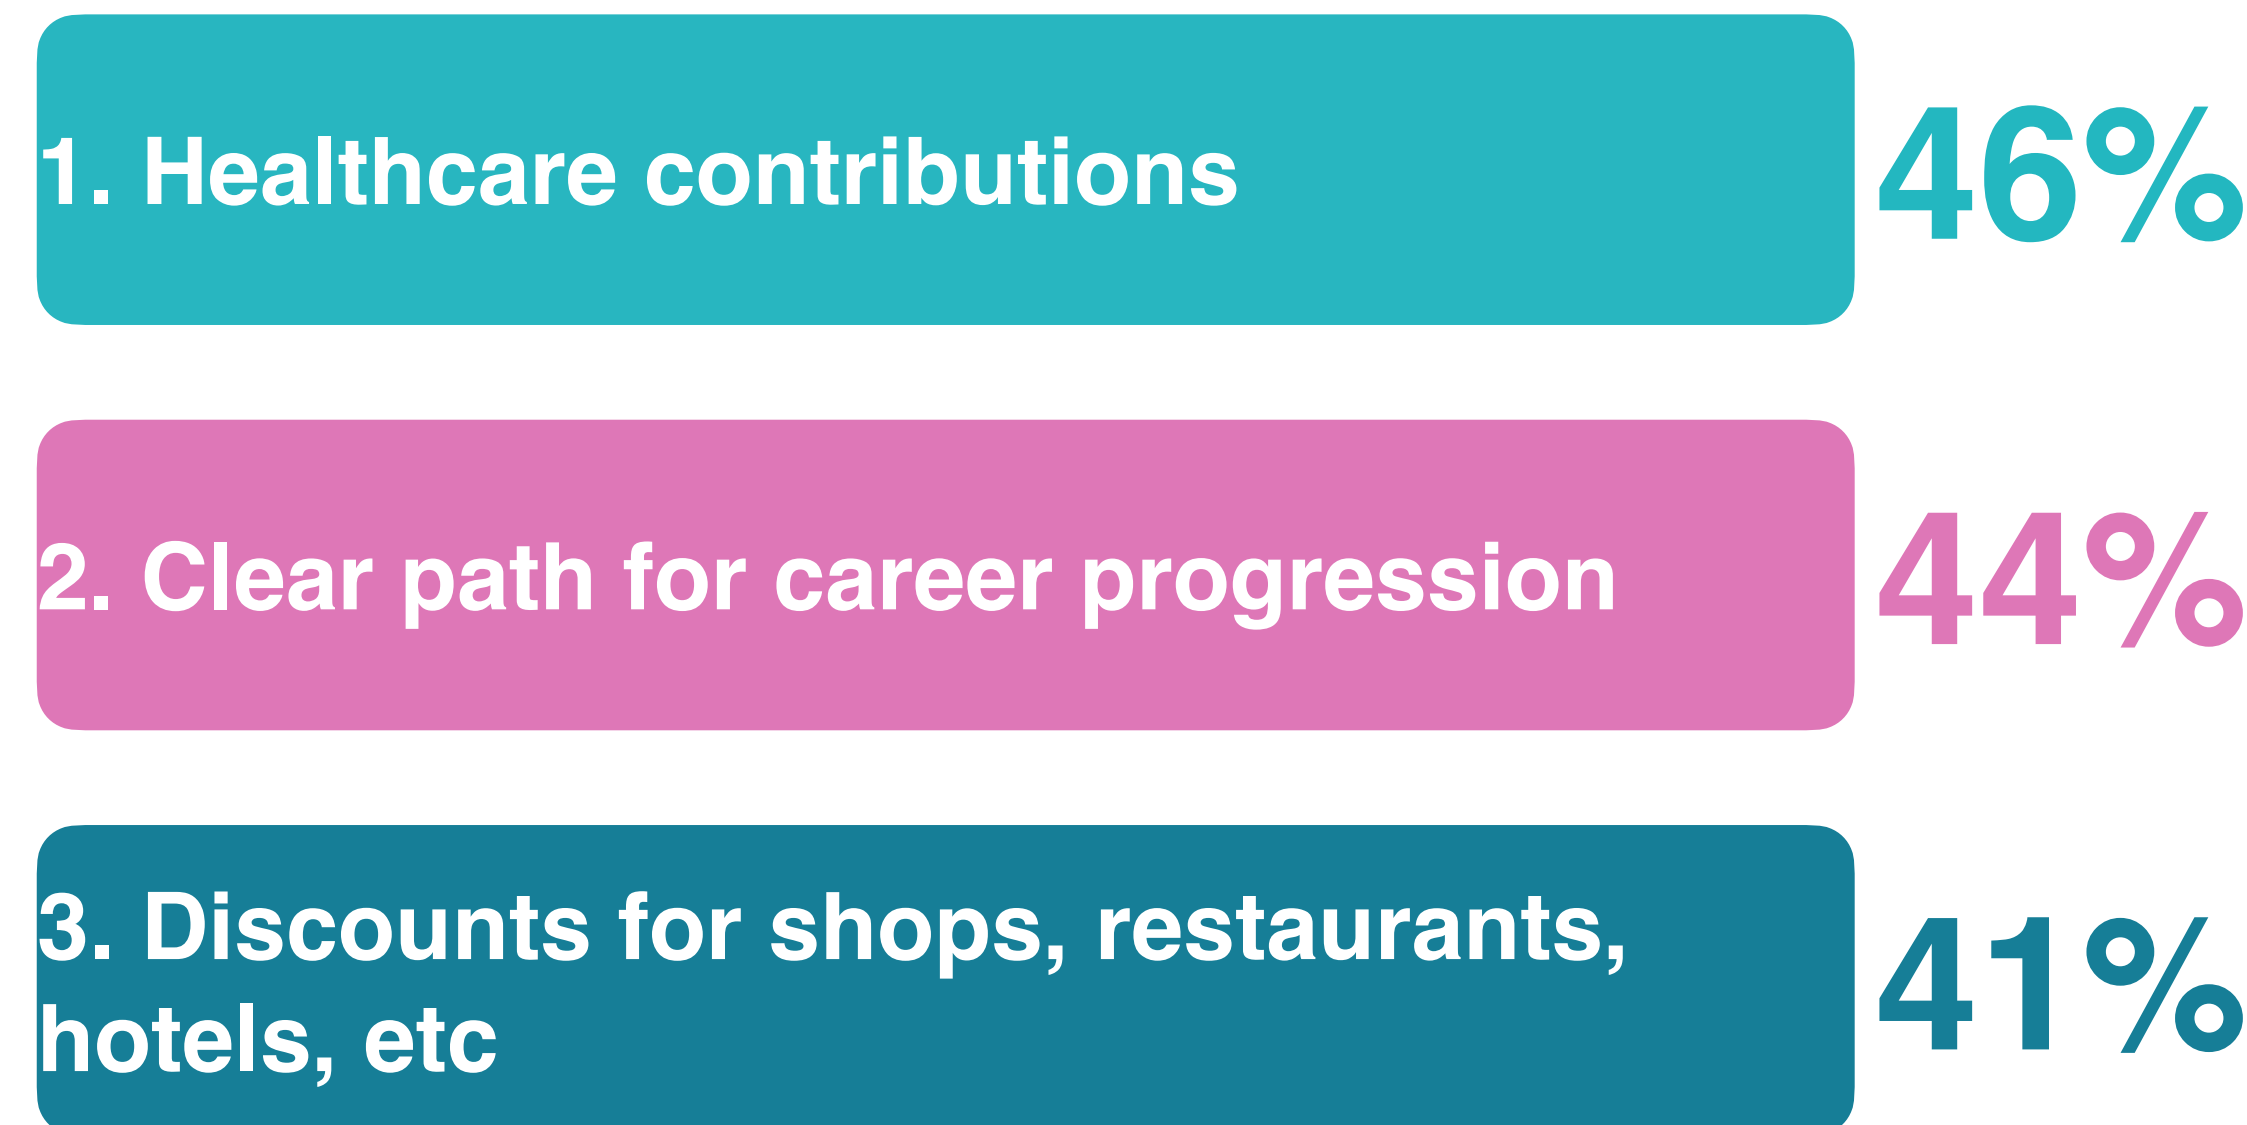 1. Healthcare contributions
46%
2. Clear path for career progression
44%
3. Discounts for shops, restaurants,
hotels, etc
41%